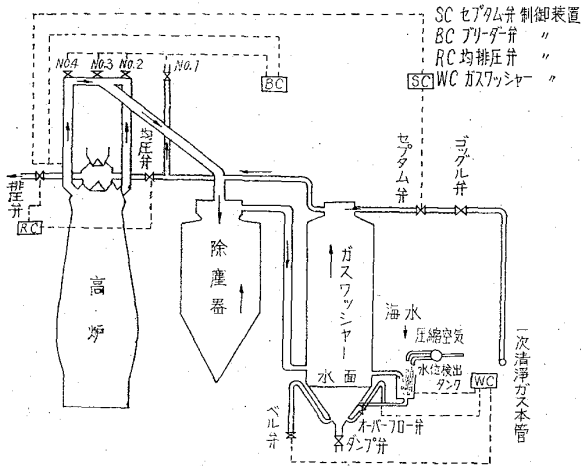 SC セプタム弁 制御装置
BC ブリーダー弁 〃
RC 均排圧弁 〃
WC ガスワッシャー 〃
No.4
No.3
No.2
No.1
BC
SC
均圧弁
セプタム弁
ゴッグル弁
排圧弁
RC
高炉
除塵器
ガスワッシャー
海水
圧縮空気
水位検出
タンク
WC
一次清浄ガス本管
水面
ベル弁
オーバーフロー弁
ダンプ弁